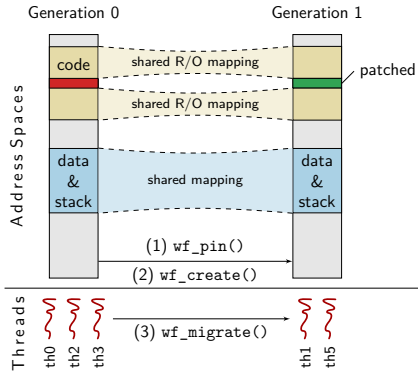 Generation 0
Generation 1
Address Spaces
code
shared R/O mapping
shared R/O mapping
patched
data
&
stack
shared mapping
data
&
stack
(1) wf_pin()
(2) wf_create()
Threads
(3) wf_migrate()
th0
th2
th3
th1
th5